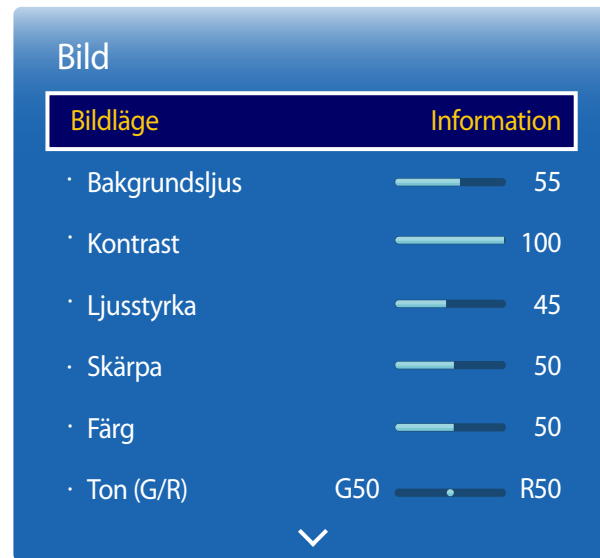 Bild
Bildläge Information
· Bakgrundsljus 55
· Kontrast 100
· Ljusstyrka 45
· Skärpa 50
· Färg 50
· Ton (G/R) G50 R50